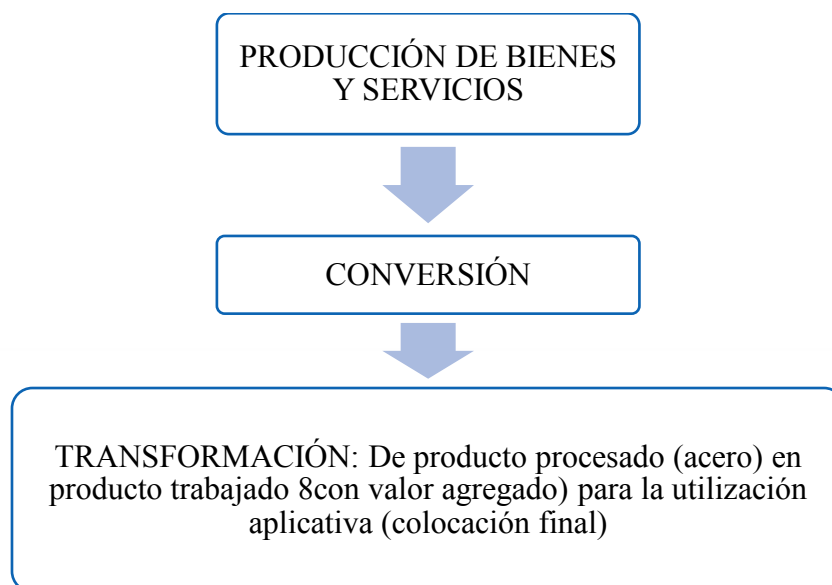 PRODUCCIÓN DE BIENES
Y SERVICIOS
CONVERSIÓN
TRANSFORMACIÓN: De producto procesado (acero) en
producto trabajado 8con valor agregado) para la utilización
aplicativa (colocación final)